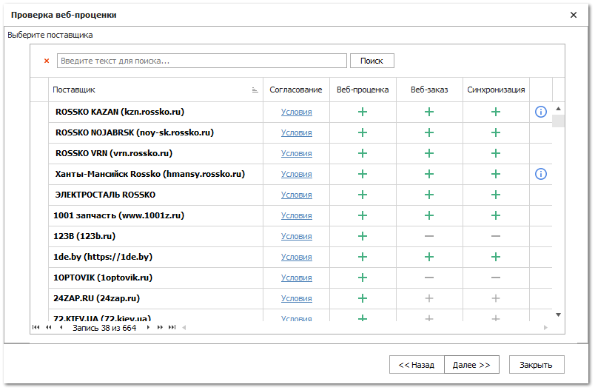 Проверка веб-проценки
Выберите поставщика
Введите текст для поиска... Поиск
Поставщик Согласование Веб-проценка Веб-заказ Синхронизация
ROSSKO KAZAN (kzn.rossko.ru) Условия
ROSSKO NOJABRSK (noy-sk.rossko.ru) Условия
ROSSKO VRN (vrn.rossko.ru) Условия
Ханты-Мансийск Rossko (hmansy.rossko.ru) Условия
ЭЛЕКТРОСТАЛЬ ROSSKO Условия
1001 запчасть (www.1001z.ru) Условия
123В (123b.ru) Условия
1de.by (https://1de.by) Условия
1OPTOVIK (1optovik.ru) Условия
24ZAP.RU (24zap.ru) Условия
72.KIEV.UA (72.kiev.ua) Условия
Запись 38 из 664
<< Назад Далее >> Закрыть